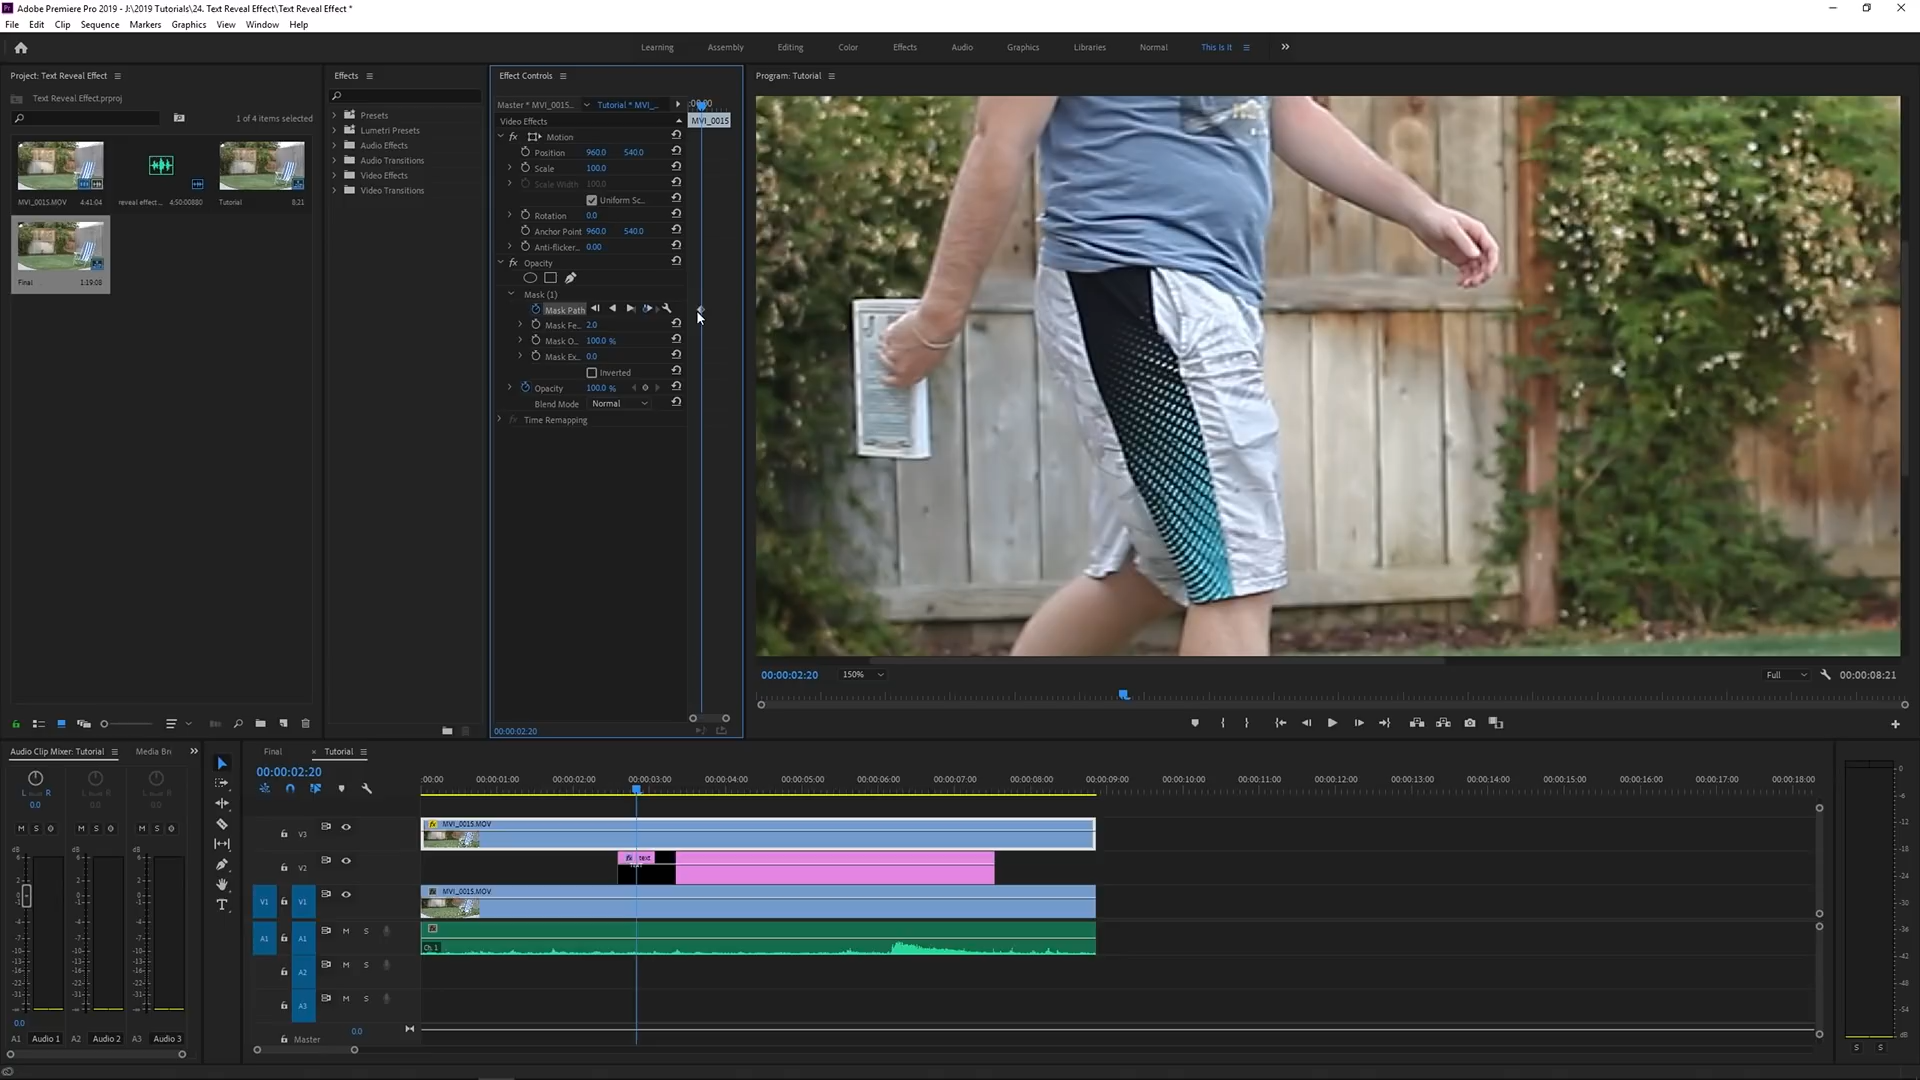 Adobe Premiere Pro 2019 - J:\2019 Tutorials\24. Text Reveal Effect\Text Reveal Effect *
File Edit Clip Sequence Markers Graphics View Window Help
Learning Assembly Editing Color Effects Audio Graphics Libraries Normal This Is It
Project: Text Reveal Effect
Text Reveal Effect.prproj
1 of 4 items selected
MVI_0015.MOV 4:41:04
reveal effect ... 4:50:00880
Tutorial 8:21
Final 1:19:08
Effects
Presets
Lumetri Presets
Audio Effects
Audio Transitions
Video Effects
Video Transitions
Effect Controls
Master * MVI_0015... Tutorial * MVI_... :00:00
Video Effects MVI_0015
fx Motion
Position 960.0 540.0
Scale 100.0
Scale Width 100.0
Uniform Sc...
Rotation 0.0
Anchor Point 960.0 540.0
Anti-flicker... 0.00
fx Opacity
Mask (1)
Mask Path
Mask Fe... 2.0
Mask O... 100.0 %
Mask Ex... 0.0
Inverted
Opacity 100.0 %
Blend Mode Normal
Time Remapping
00:00:02:20
Program: Tutorial
00:00:02:20 150% Full 00:00:08:21
Audio Clip Mixer: Tutorial Media Br
L R L R L R
0.0 0.0 0.0
M S M S M S
dB dB dB
0.0
A1 Audio 1 A2 Audio 2 A3 Audio 3
Final Tutorial
00:00:02:20
:00:00 00:00:01:00 00:00:02:00 00:00:03:00 00:00:04:00 00:00:05:00 00:00:06:00 00:00:07:00 00:00:08:00 00:00:09:00 00:00:10:00 00:00:11:00 00:00:12:00 00:00:13:00 00:00:14:00 00:00:15:00 00:00:16:00 00:00:17:00 00:00:18:00
V3 fx MVI_0015.MOV
V2 fx text
V1 V1 fx MVI_0015.MOV
A1 A1 M S Ch. 1
A2 M S
A3 M S
Master 0.0
S S